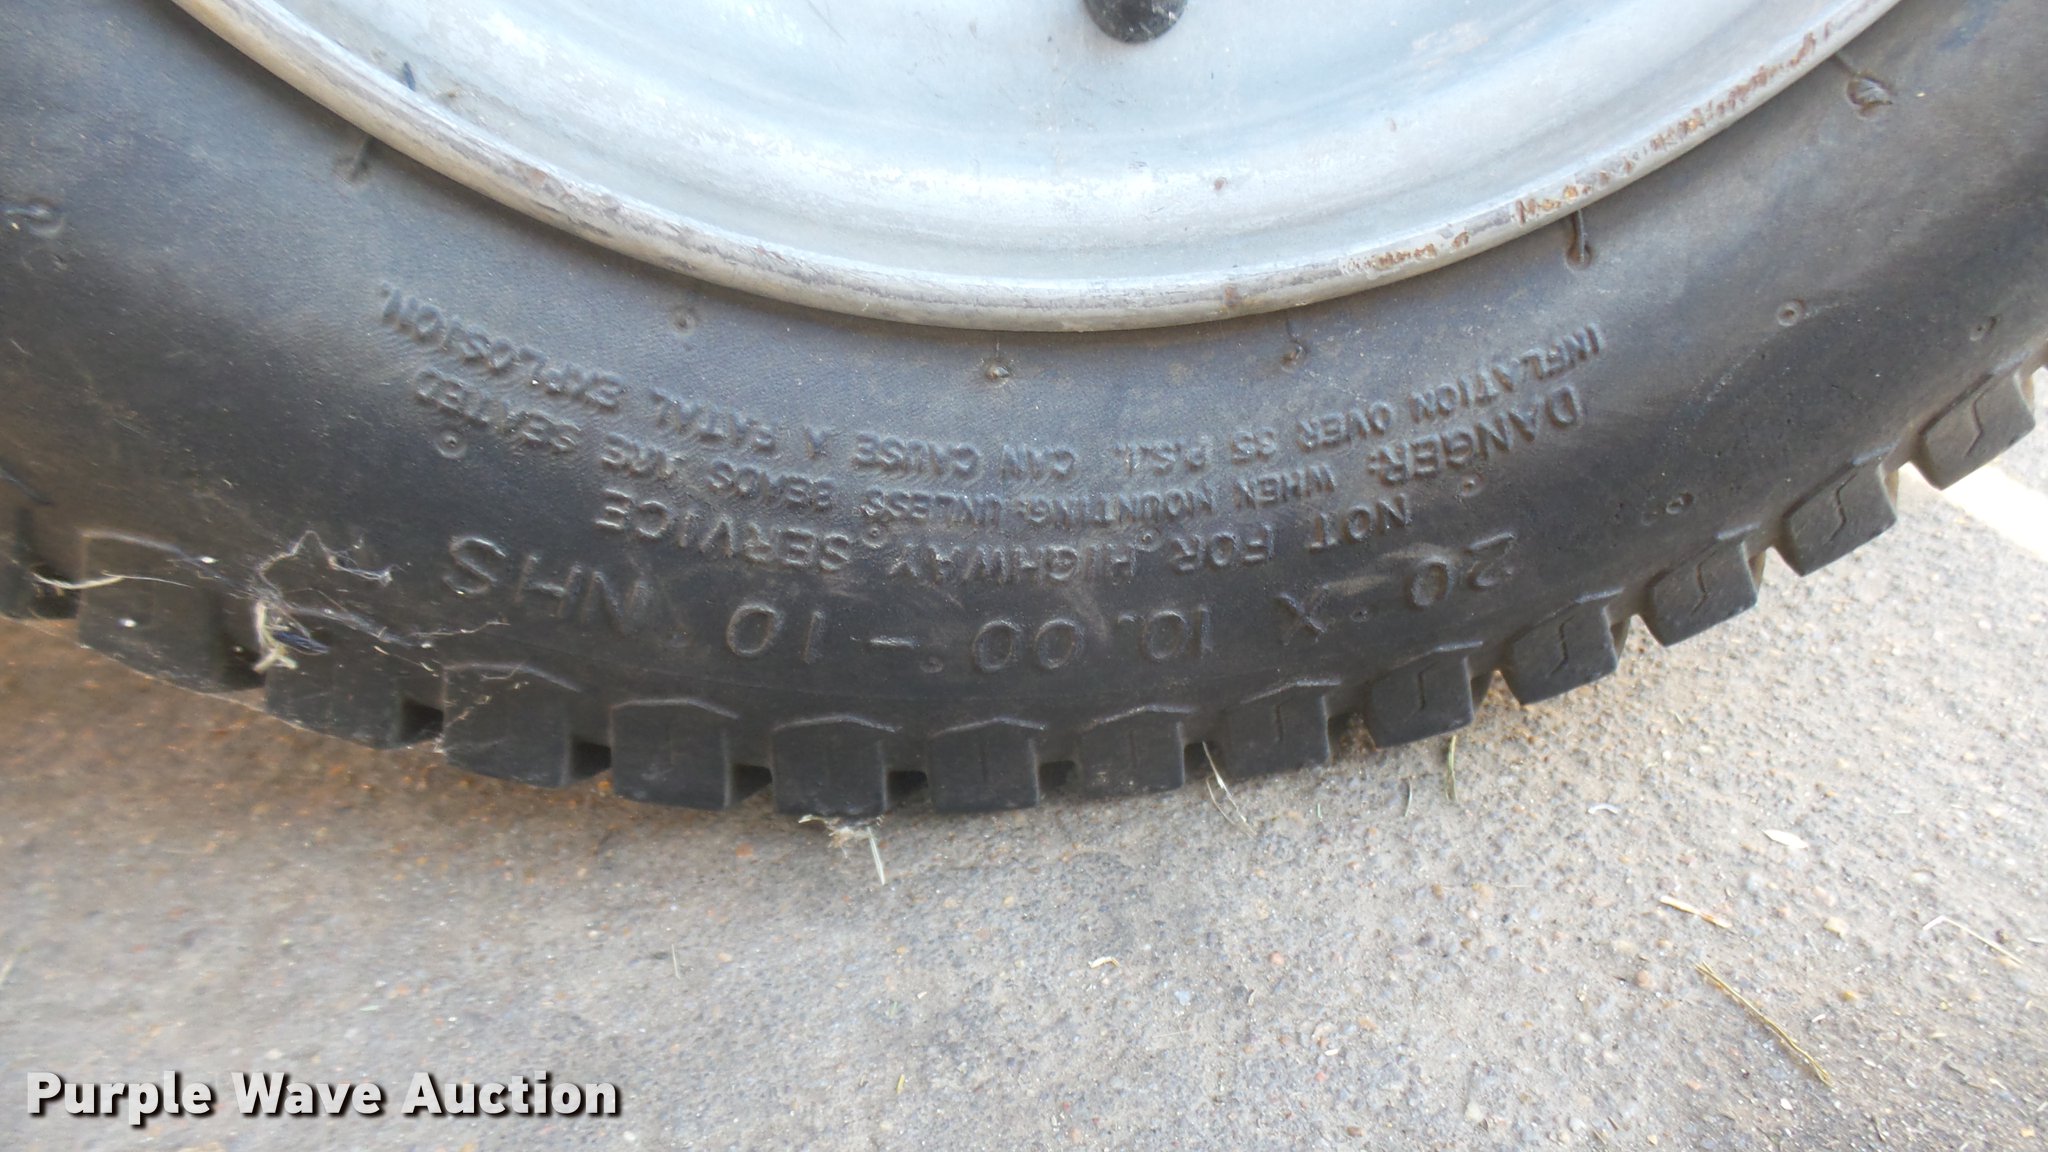 20 X 10.00 - 10 NHS
NOT FOR HIGHWAY SERVICE
DANGER: WHEN MOUNTING, UNLESS BEADS ARE SEATED
INFLATION OVER 35 P.S.I. CAN CAUSE A FATAL EXPLOSION.
Purple Wave Auction